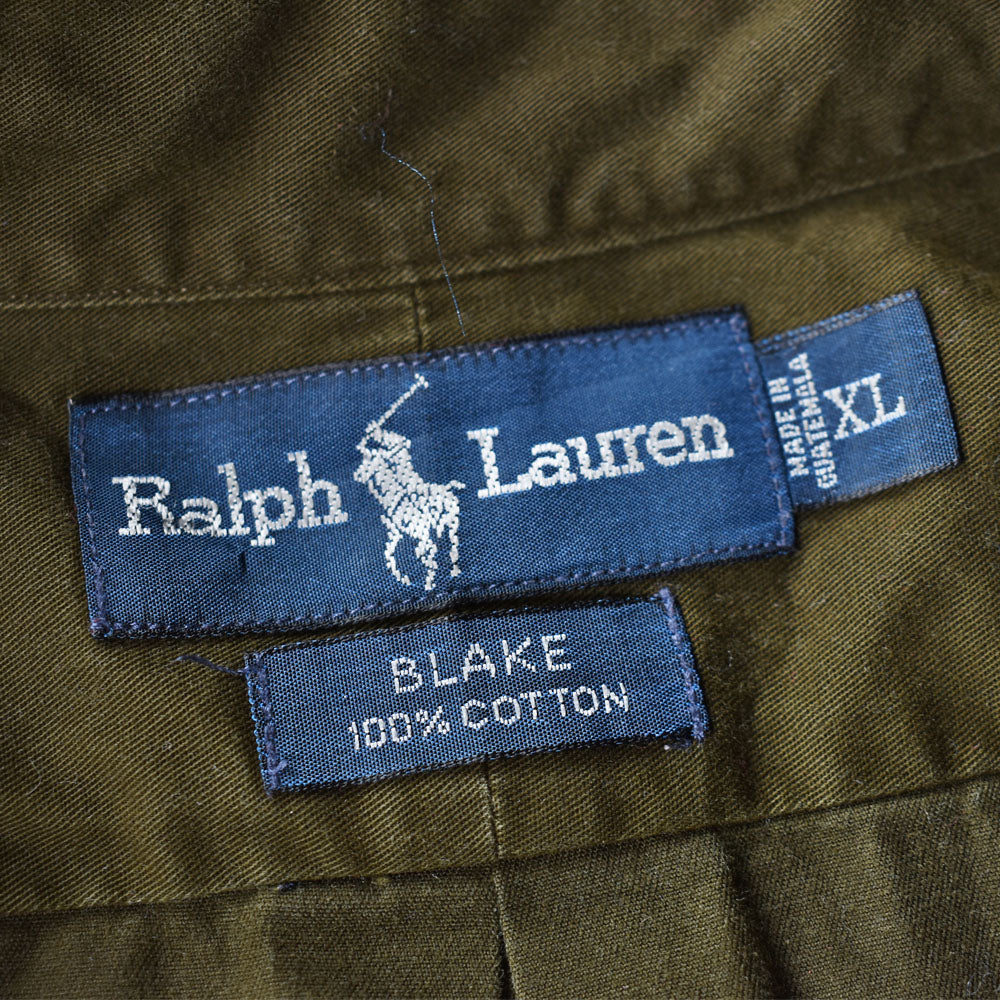 Ralph Lauren
MADE IN
GUATEMALA
XL
BLAKE
100% COTTON